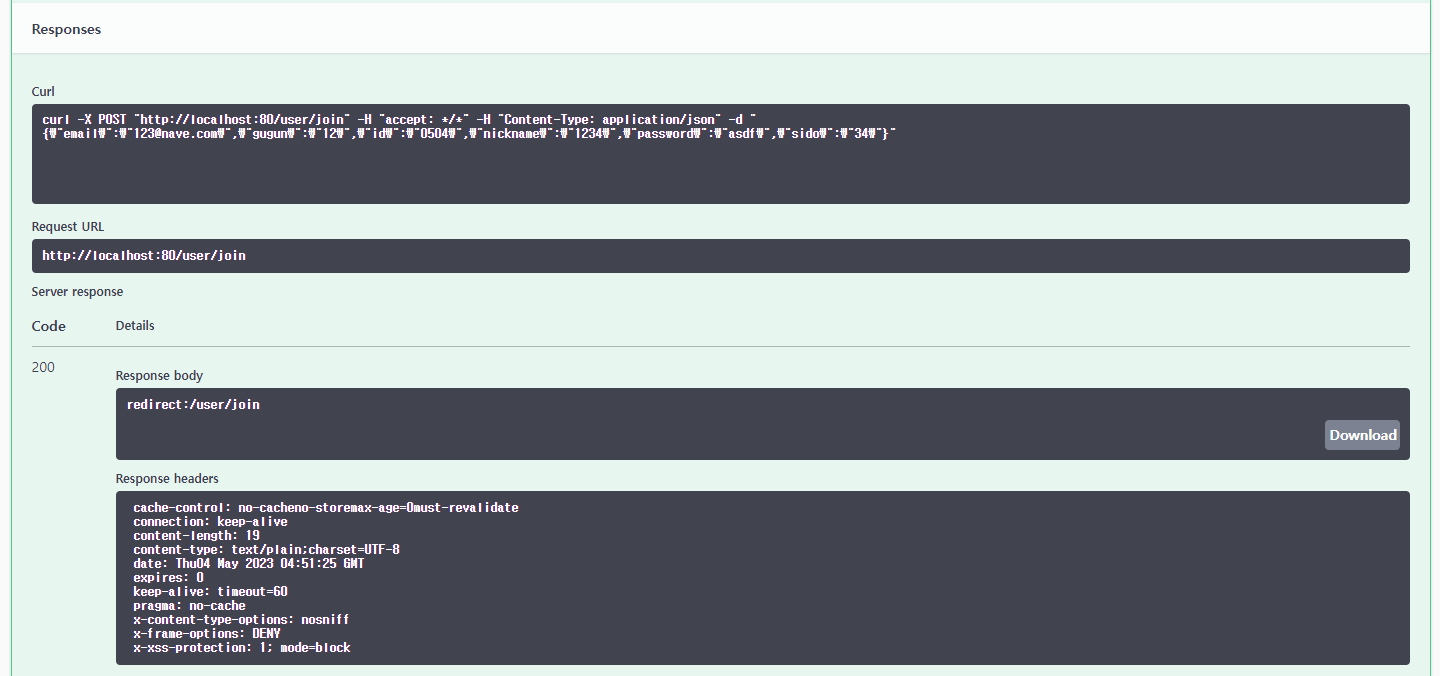 Responses
Curl
curl -X POST "http://localhost:80/user/join" -H "accept: */*" -H "Content-Type: application/json" -d "
{₩"email₩":₩"123@nave.com₩",₩"gugun₩":₩"12₩",₩"id₩":₩"0504₩",₩"nickname₩":₩"1234₩",₩"password₩":₩"asdf₩",₩"sido₩":₩"34₩"}"
Request URL
http://localhost:80/user/join
Server response
Code Details
200
Response body
redirect:/user/join
Download
Response headers
cache-control: no-cacheno-storemax-age=0must-revalidate
connection: keep-alive
content-length: 19
content-type: text/plain;charset=UTF-8
date: Thu04 May 2023 04:51:25 GMT
expires: 0
keep-alive: timeout=60
pragma: no-cache
x-content-type-options: nosniff
x-frame-options: DENY
x-xss-protection: 1; mode=block